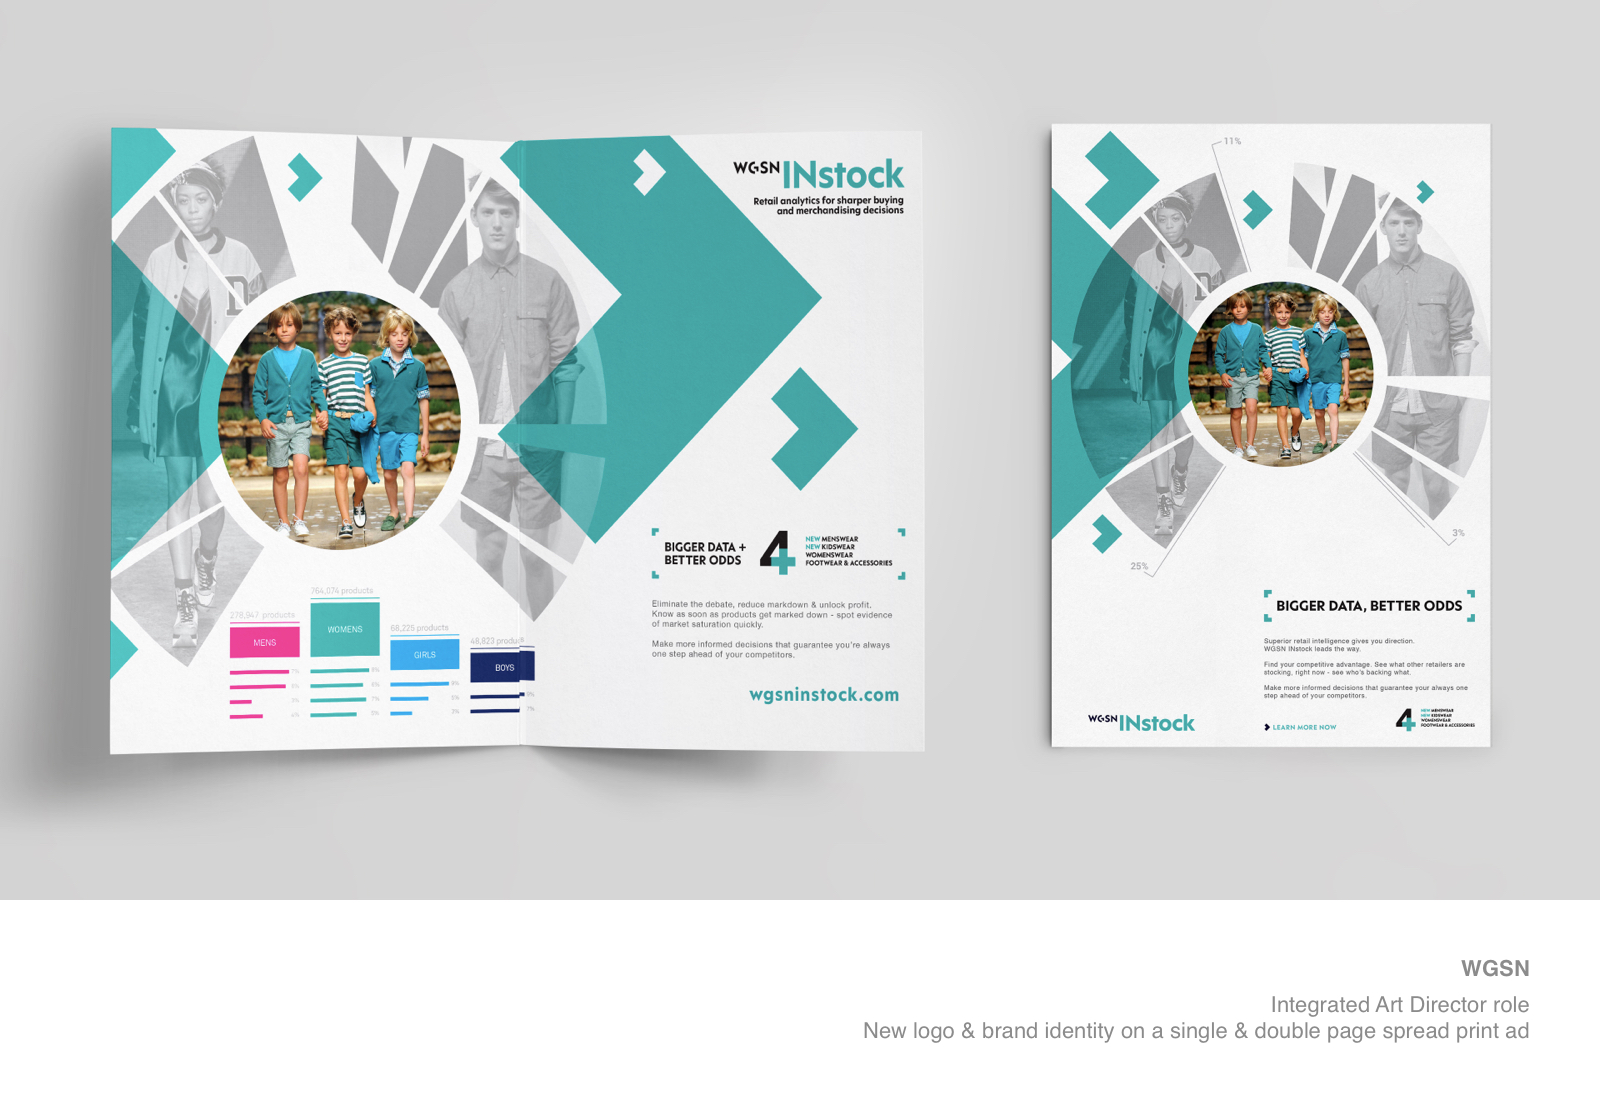 WGSN INstock
Retail analytics for sharper buying
and merchandising decisions
BIGGER DATA +
BETTER ODDS
4
NEW MENSWEAR
NEW KIDSWEAR
WOMENSWEAR
FOOTWEAR & ACCESSORIES
Eliminate the debate, reduce markdown & unlock profit.
Know as soon as products get marked down - spot evidence
of market saturation quickly.
Make more informed decisions that guarantee you're always
one step ahead of your competitors.
wgsninstock.com
278,947 products
MENS
764,074 products
WOMENS
68,225 products
GIRLS
48,823 products
BOYS
D
11%
3%
25%
BIGGER DATA, BETTER ODDS
Superior retail intelligence gives you direction.
WGSN INstock leads the way.
Find your competitive advantage. See what other retailers are
stocking, right now - see who's backing what.
Make more informed decisions that guarantee your always one
step ahead of your competitors.
WGSN INstock
LEARN MORE NOW
4
NEW MENSWEAR
NEW KIDSWEAR
WOMENSWEAR
FOOTWEAR & ACCESSORIES
WGSN
Integrated Art Director role
New logo & brand identity on a single & double page spread print ad